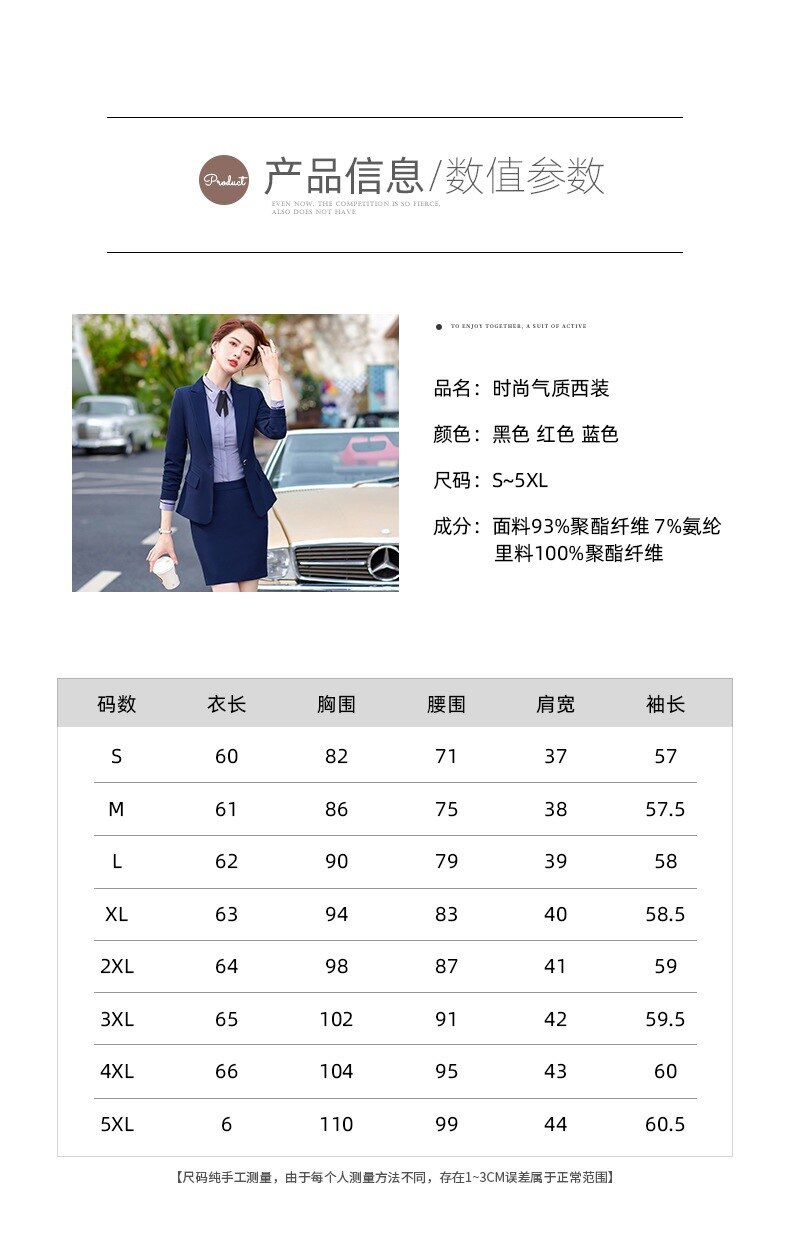 Product
产品信息/数值参数
EVEN NOW, THE COMPETITION IS SO FIERCE,
ALSO DOES NOT HAVE
TO ENJOY TOGETHER, A SUIT OF ACTIVE
品名：时尚气质西装
颜色：黑色 红色 蓝色
尺码：S~5XL
成分：面料93%聚酯纤维 7%氨纶
里料100%聚酯纤维
码数 衣长 胸围 腰围 肩宽 袖长
S 60 82 71 37 57
M 61 86 75 38 57.5
L 62 90 79 39 58
XL 63 94 83 40 58.5
2XL 64 98 87 41 59
3XL 65 102 91 42 59.5
4XL 66 104 95 43 60
5XL 6 110 99 44 60.5
【尺码纯手工测量，由于每个人测量方法不同，存在1~3CM误差属于正常范围】